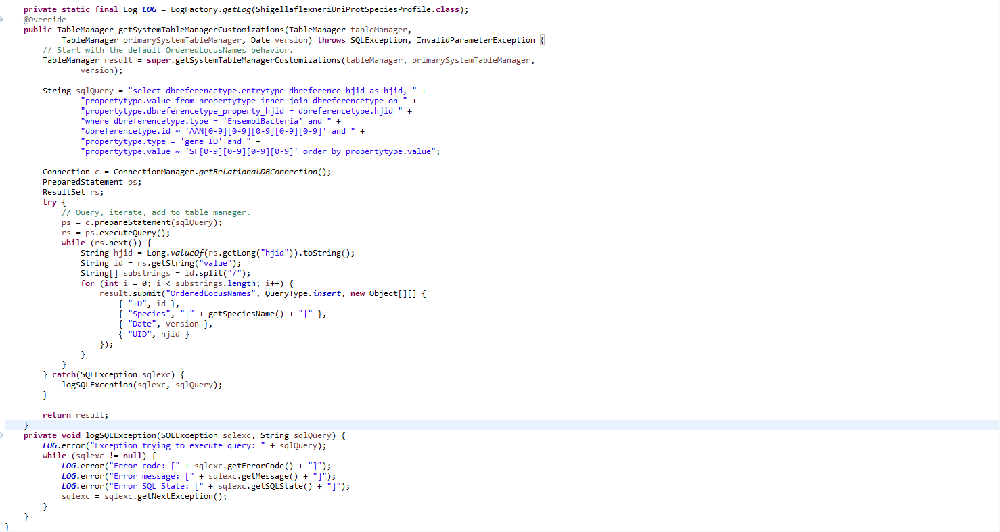 private static final Log LOG = LogFactory.getLog(ShigellaflexneriUniProtSpeciesProfile.class);
@Override
public TableManager getSystemTableManagerCustomizations(TableManager tableManager,
TableManager primarySystemTableManager, Date version) throws SQLException, InvalidParameterException {
// Start with the default OrderedLocusNames behavior.
TableManager result = super.getSystemTableManagerCustomizations(tableManager, primarySystemTableManager,
version);
String sqlQuery = "select dbreferencetype.entrytype_dbreference_hjid as hjid, " +
"propertytype.value from propertytype inner join dbreferencetype on " +
"propertytype.dbreferencetype_property_hjid = dbreferencetype.hjid " +
"where dbreferencetype.type = 'EnsemblBacteria' and " +
"dbreferencetype.id ~ 'AAN[0-9][0-9][0-9][0-9][0-9]' and " +
"propertytype.type = 'gene ID' and " +
"propertytype.value ~ 'SF[0-9][0-9][0-9][0-9]' order by propertytype.value";
Connection c = ConnectionManager.getRelationalDBConnection();
PreparedStatement ps;
ResultSet rs;
try {
// Query, iterate, add to table manager.
ps = c.prepareStatement(sqlQuery);
rs = ps.executeQuery();
while (rs.next()) {
String hjid = Long.valueOf(rs.getLong("hjid")).toString();
String id = rs.getString("value");
String[] substrings = id.split("/");
for (int i = 0; i < substrings.length; i++) {
result.submit("OrderedLocusNames", QueryType.insert, new Object[][] {
{ "ID", id },
{ "Species", "|" + getSpeciesName() + "|" },
{ "Date", version },
{ "UID", hjid }
});
}
}
} catch(SQLException sqlexc) {
logSQLException(sqlexc, sqlQuery);
}
return result;
}
private void logSQLException(SQLException sqlexc, String sqlQuery) {
LOG.error("Exception trying to execute query: " + sqlQuery);
while (sqlexc != null) {
LOG.error("Error code: [" + sqlexc.getErrorCode() + "]");
LOG.error("Error message: [" + sqlexc.getMessage() + "]");
LOG.error("Error SQL State: [" + sqlexc.getSQLState() + "]");
sqlexc = sqlexc.getNextException();
}
}
}